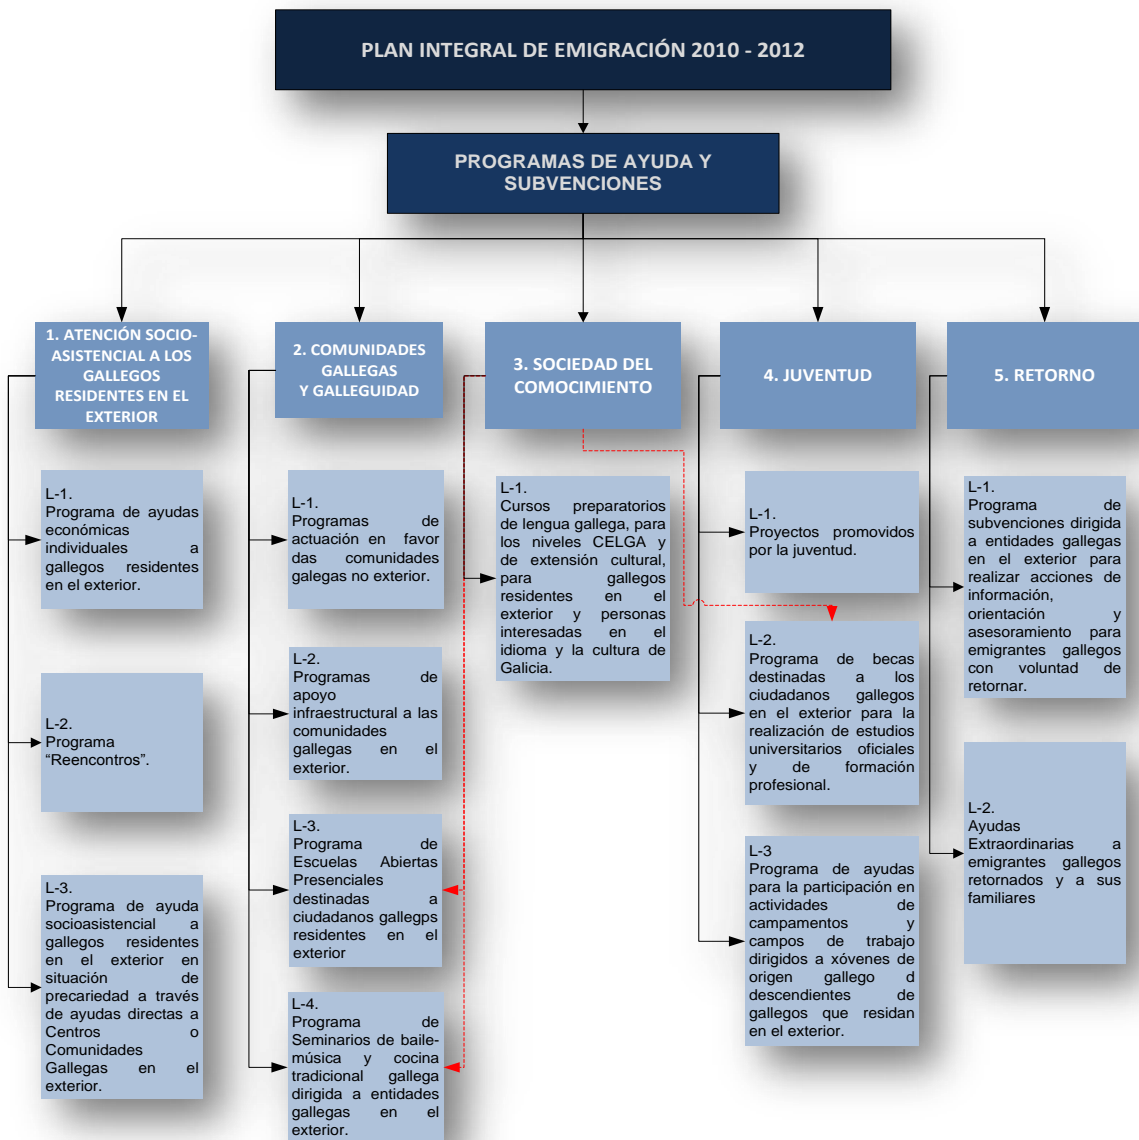 PLAN INTEGRAL DE EMIGRACIÓN 2010 - 2012
PROGRAMAS DE AYUDA Y
SUBVENCIONES
1. ATENCIÓN SOCIO-
ASISTENCIAL A LOS
GALLEGOS
RESIDENTES EN EL
EXTERIOR
L-1.
Programa de ayudas
económicas
individuales a
gallegos residentes
en el exterior.
L-2.
Programa
“Reencontros”.
L-3.
Programa de ayuda
socioasistencial a
gallegos residentes
en el exterior en
situación de
precariedad a través
de ayudas directas a
Centros o
Comunidades
Gallegas en el
exterior.
2. COMUNIDADES
GALLEGAS
Y GALLEGUIDAD
L-1.
Programas de
actuación en favor
das comunidades
galegas no exterior.
L-2.
Programas de
apoyo
infraestructural a las
comunidades
gallegas en el
exterior.
L-3.
Programa de
Escuelas Abiertas
Presenciales
destinadas a
ciudadanos gallegps
residentes en el
exterior
L-4.
Programa de
Seminarios de baile-
música y cocina
tradicional gallega
dirigida a entidades
gallegas en el
exterior.
3. SOCIEDAD DEL
COMOCIMIENTO
L-1.
Cursos preparatorios
de lengua gallega, para
los niveles CELGA y
de extensión cultural,
para gallegos
residentes en el
exterior y personas
interesadas en el
idioma y la cultura de
Galicia.
4. JUVENTUD
L-1.
Proyectos promovidos
por la juventud.
L-2.
Programa de becas
destinadas a los
ciudadanos gallegos
en el exterior para la
realización de estudios
universitarios oficiales
y de formación
profesional.
L-3
Programa de ayudas
para la participación en
actividades de
campamentos y
campos de trabajo
dirigidos a xóvenes de
origen gallego d
descendientes de
gallegos que residan
en el exterior.
5. RETORNO
L-1.
Programa de
subvenciones dirigida
a entidades gallegas
en el exterior para
realizar acciones de
información,
orientación y
asesoramiento para
emigrantes gallegos
con voluntad de
retornar.
L-2.
Ayudas
Extraordinarias a
emigrantes gallegos
retornados y a sus
familiares